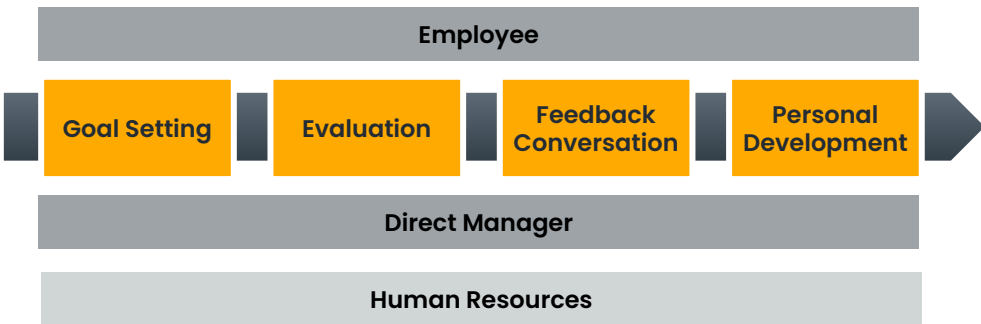 Employee
Goal Setting
Evaluation
Feedback
Conversation
Personal
Development
Direct Manager
Human Resources